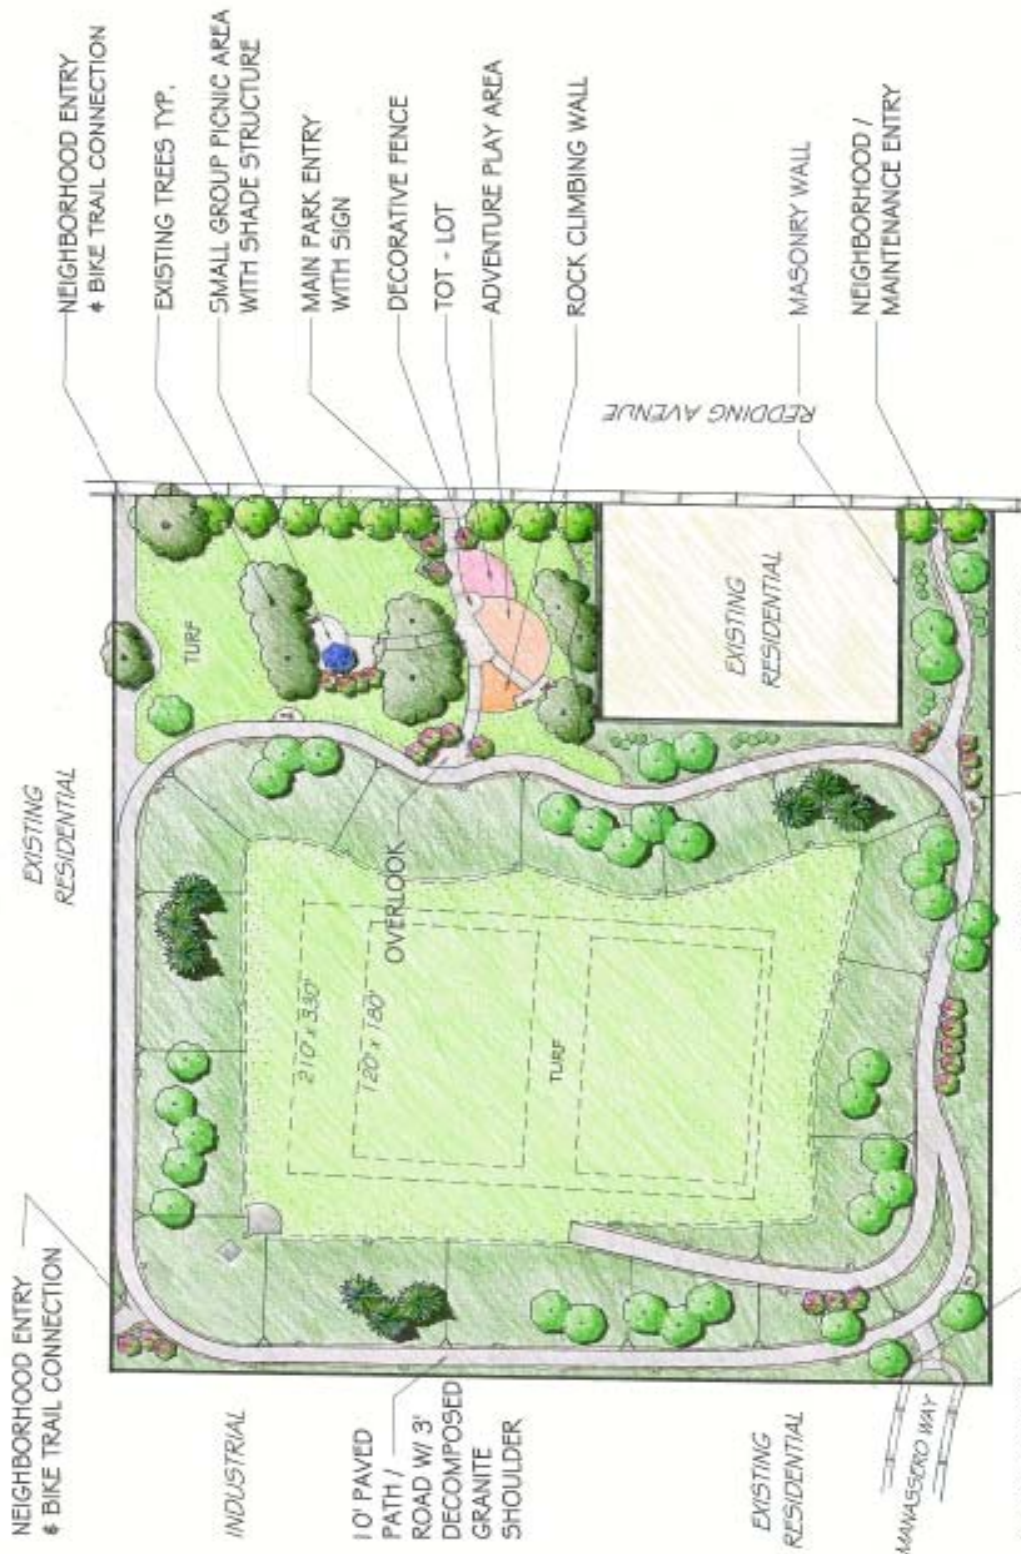 NEIGHBORHOOD ENTRY
& BIKE TRAIL CONNECTION
EXISTING TREES TYP.
SMALL GROUP PICNIC AREA
WITH SHADE STRUCTURE
MAIN PARK ENTRY
WITH SIGN
DECORATIVE FENCE
TOT - LOT
ADVENTURE PLAY AREA
ROCK CLIMBING WALL
REDDING AVENUE
MASONRY WALL
NEIGHBORHOOD /
MAINTENANCE ENTRY
EXISTING
RESIDENTIAL
TURF
EXISTING
RESIDENTIAL
OVERLOOK
210' x 330'
120' x 180'
TURF
NEIGHBORHOOD ENTRY
& BIKE TRAIL CONNECTION
INDUSTRIAL
10' PAVED
PATH /
ROAD W/ 3'
DECOMPOSED
GRANITE
SHOULDER
EXISTING
RESIDENTIAL
MANASSERO WAY